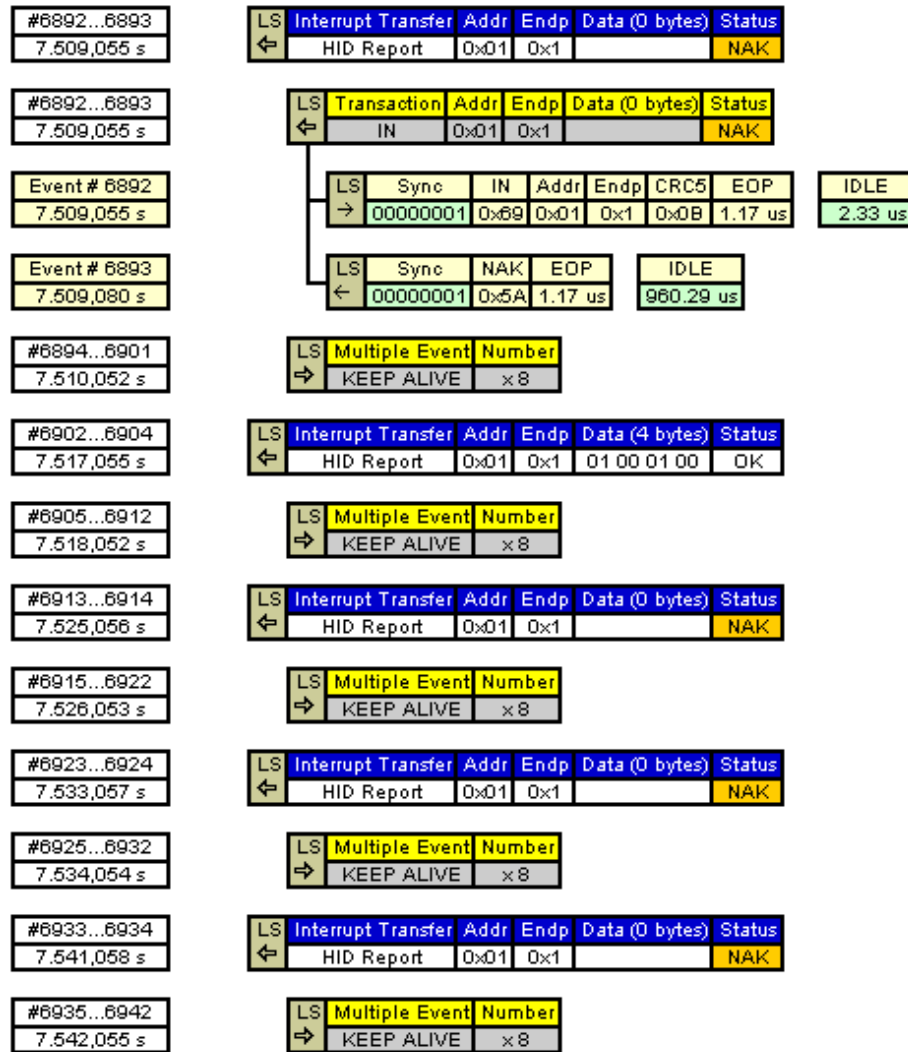 #6892...6893 LS Interrupt Transfer Addr Endp Data (0 bytes) Status
7.509,055 s HID Report 0x01 0x1 NAK
#6892...6893 LS Transaction Addr Endp Data (0 bytes) Status
7.509,055 s IN 0x01 0x1 NAK
Event # 6892 LS Sync IN Addr Endp CRC5 EOP IDLE
7.509,055 s 00000001 0x69 0x01 0x1 0x0B 1.17 us 2.33 us
Event # 6893 LS Sync NAK EOP IDLE
7.509,080 s 00000001 0x5A 1.17 us 960.29 us
#6894...6901 LS Multiple Event Number
7.510,052 s KEEP ALIVE x 8
#6902...6904 LS Interrupt Transfer Addr Endp Data (4 bytes) Status
7.517,055 s HID Report 0x01 0x1 01 00 01 00 OK
#6905...6912 LS Multiple Event Number
7.518,052 s KEEP ALIVE x 8
#6913...6914 LS Interrupt Transfer Addr Endp Data (0 bytes) Status
7.525,056 s HID Report 0x01 0x1 NAK
#6915...6922 LS Multiple Event Number
7.526,053 s KEEP ALIVE x 8
#6923...6924 LS Interrupt Transfer Addr Endp Data (0 bytes) Status
7.533,057 s HID Report 0x01 0x1 NAK
#6925...6932 LS Multiple Event Number
7.534,054 s KEEP ALIVE x 8
#6933...6934 LS Interrupt Transfer Addr Endp Data (0 bytes) Status
7.541,058 s HID Report 0x01 0x1 NAK
#6935...6942 LS Multiple Event Number
7.542,055 s KEEP ALIVE x 8